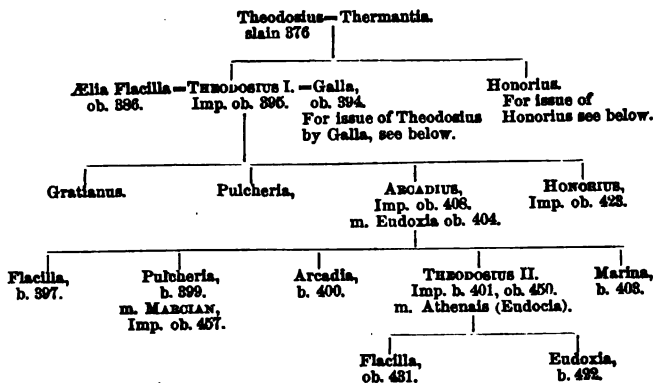 Theodosius=Thermantia.
slain 376
Ælia Flacilla=THEODOSIUS I.=Galla,
ob. 386.
Imp. ob. 395.
ob. 394.
For issue of Theodosius
by Galla, see below.
Honorius.
For issue of
Honorius see below.
Gratianus.
Pulcheria,
ARCADIUS,
Imp. ob. 408.
m. Eudoxia ob. 404.
HONORIUS,
Imp. ob. 423.
Flacilla,
b. 397.
Pulcheria,
b. 399.
m. MARCIAN,
Imp. ob. 457.
Arcadia,
b. 400.
THEODOSIUS II.
Imp. b. 401, ob. 450.
m. Athenais (Eudocia).
Marina,
b. 403.
Flacilla,
ob. 431.
Eudoxia,
b. 422.